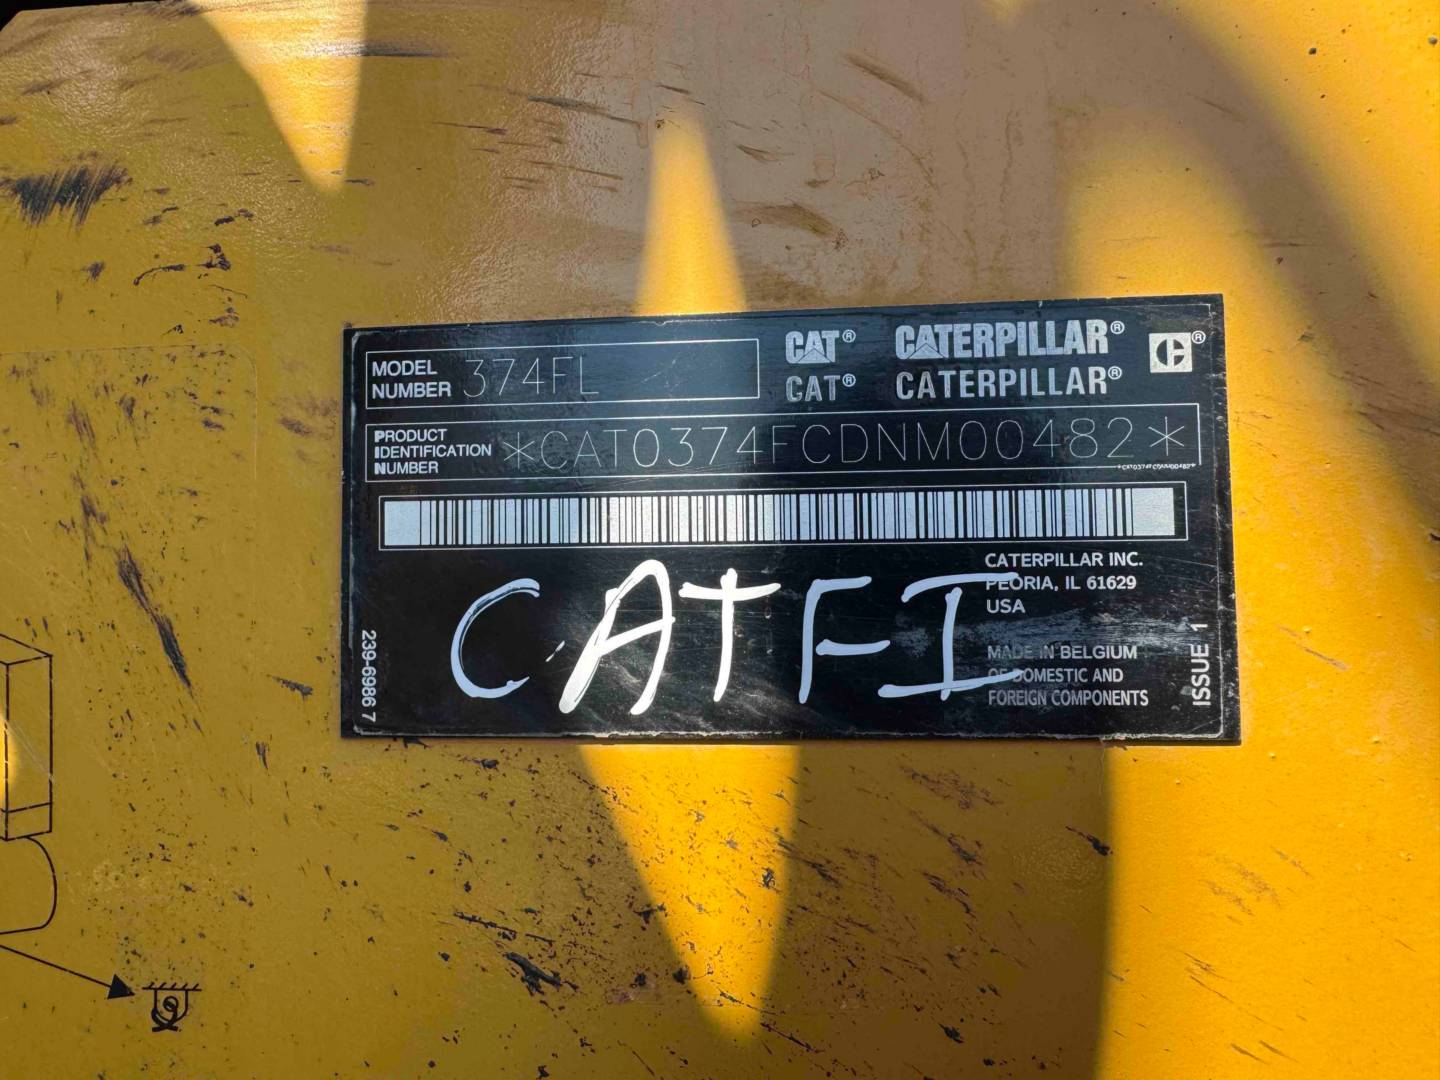 MODEL NUMBER 374FL
CAT® CATERPILLAR®
CAT® CATERPILLAR®
PRODUCT IDENTIFICATION NUMBER *CAT0374FCDNM00482*
*CAT0374FCDNM00482*
CATERPILLAR INC.
PEORIA, IL 61629
USA
MADE IN BELGIUM
OF DOMESTIC AND
FOREIGN COMPONENTS
CATFI
239-6986 7
ISSUE 1